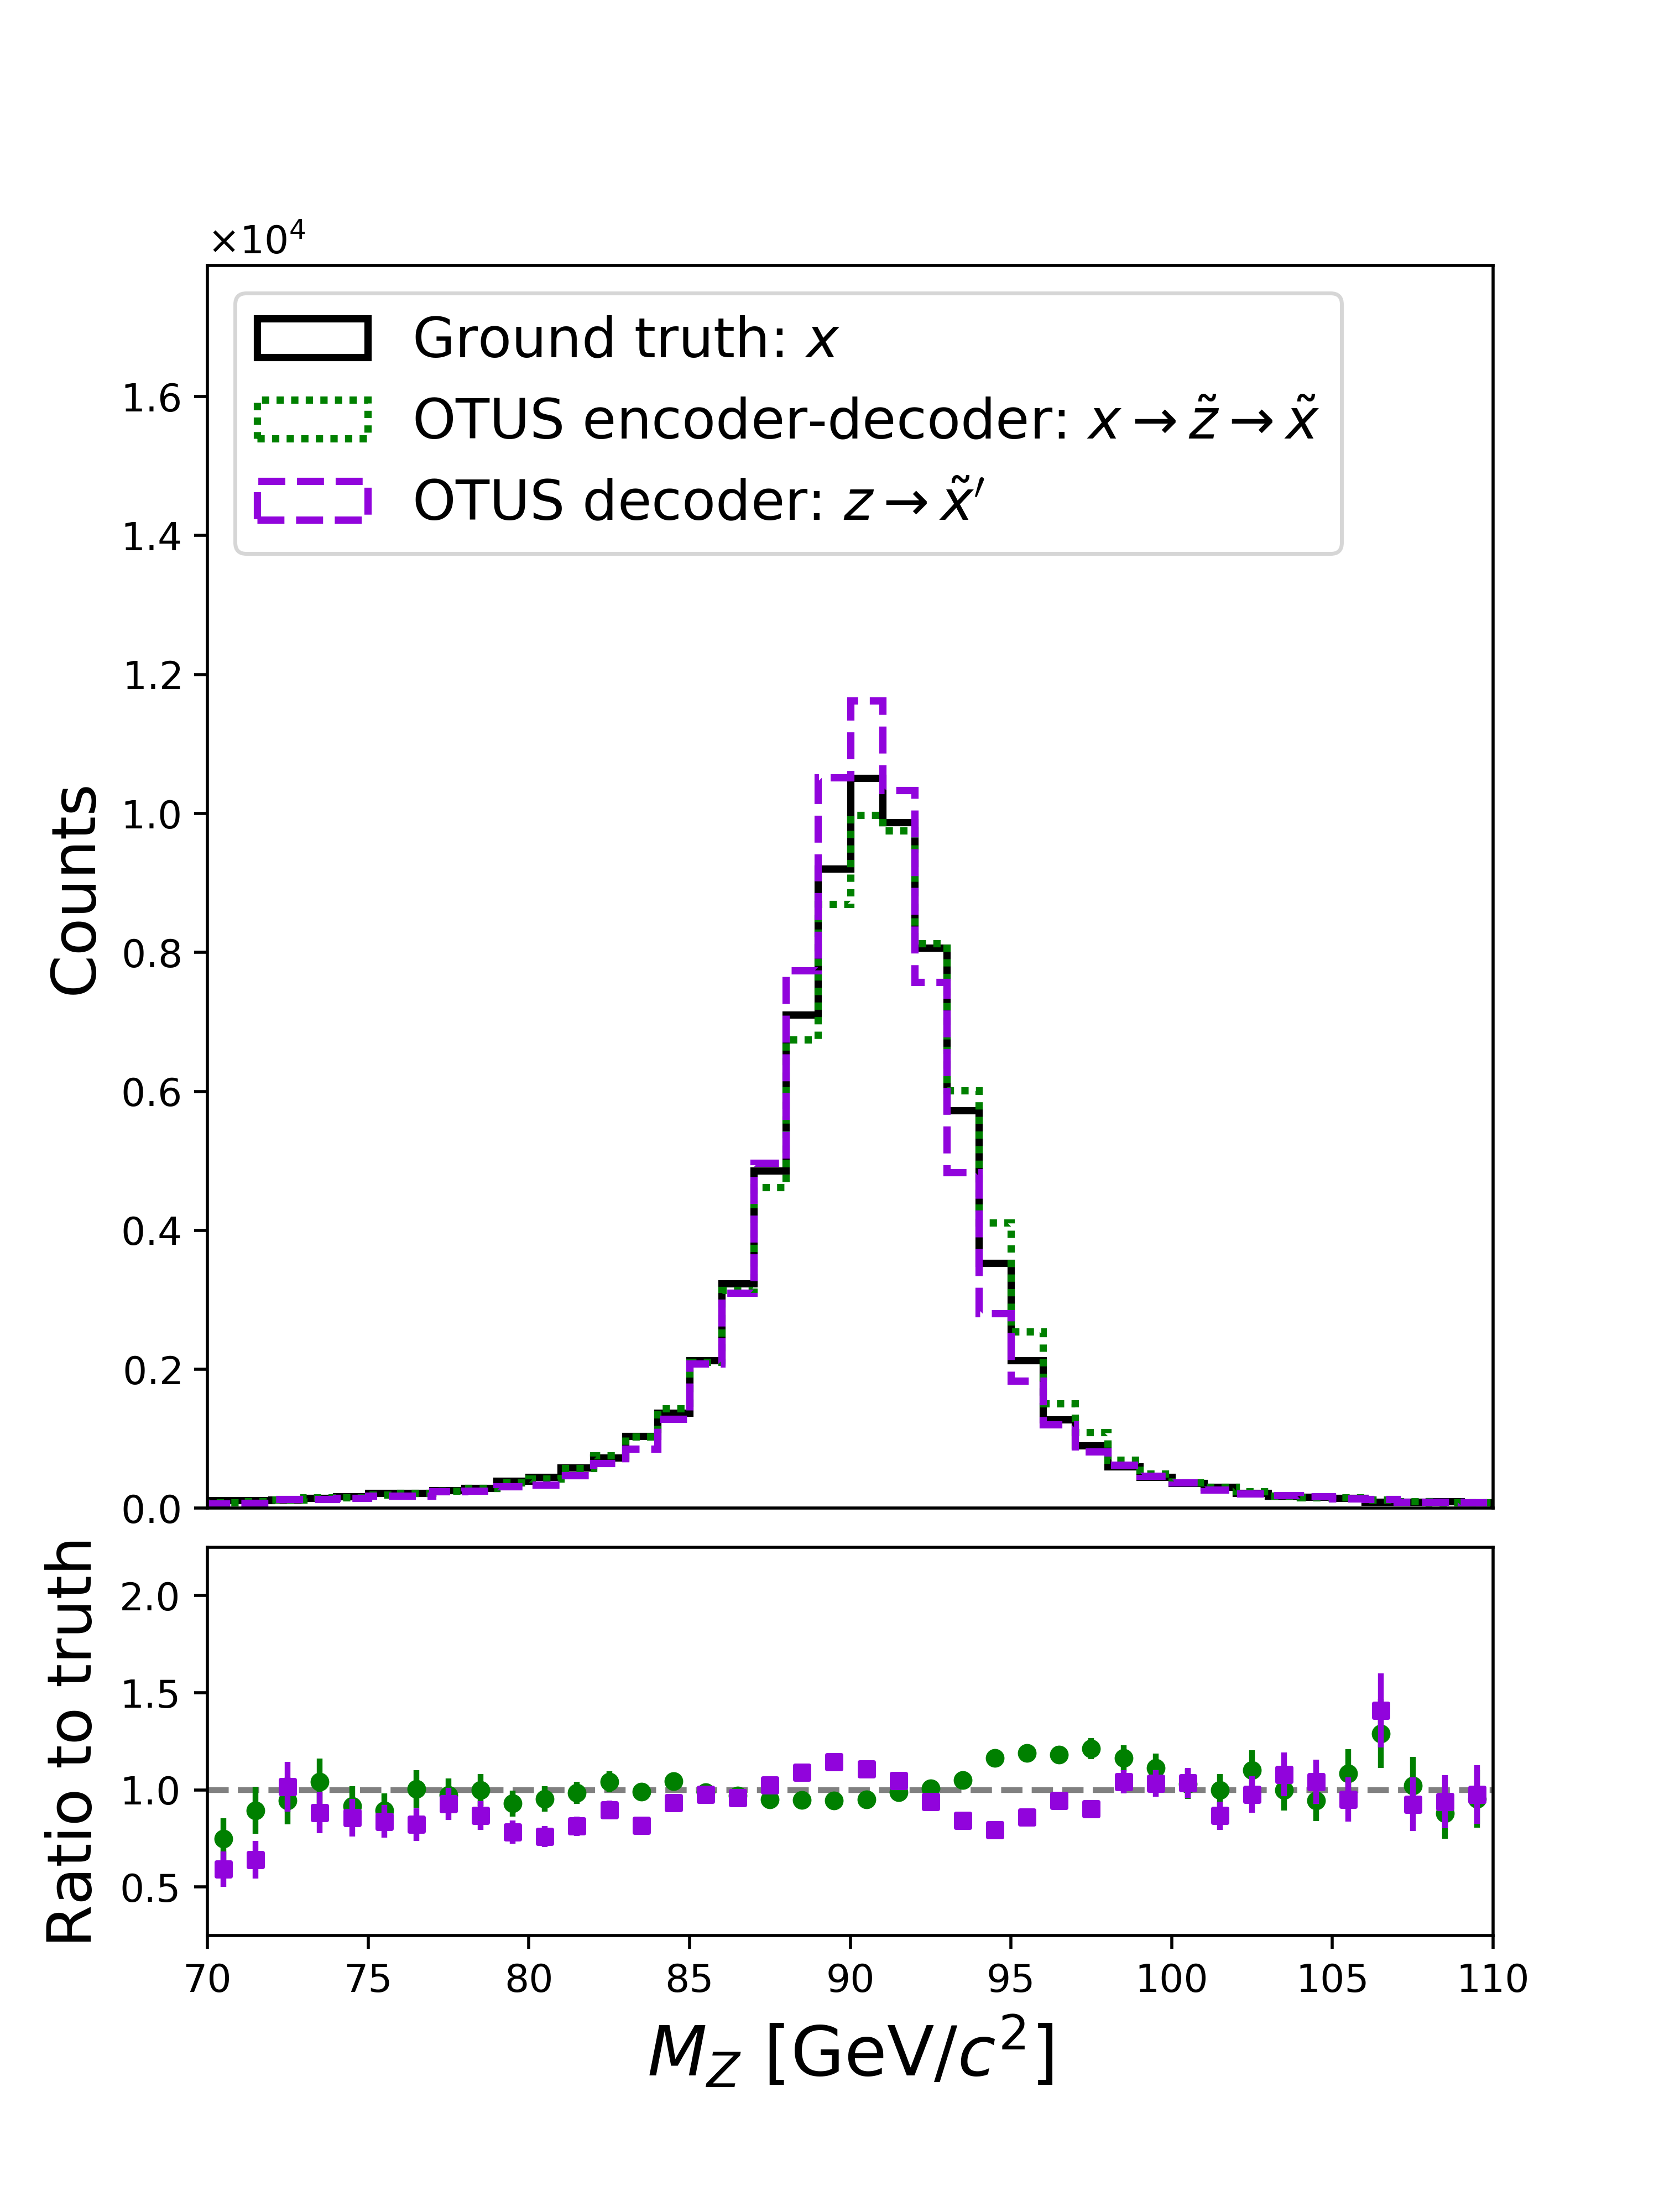 ×10⁴
Ground truth: x
OTUS encoder-decoder: x → z̃ → x̃
OTUS decoder: z → x̃′
1.6
1.4
1.2
1.0
0.8
0.6
0.4
0.2
0.0
Counts
2.0
1.5
1.0
0.5
Ratio to truth
70 75 80 85 90 95 100 105 110
M_Z [GeV/c²]